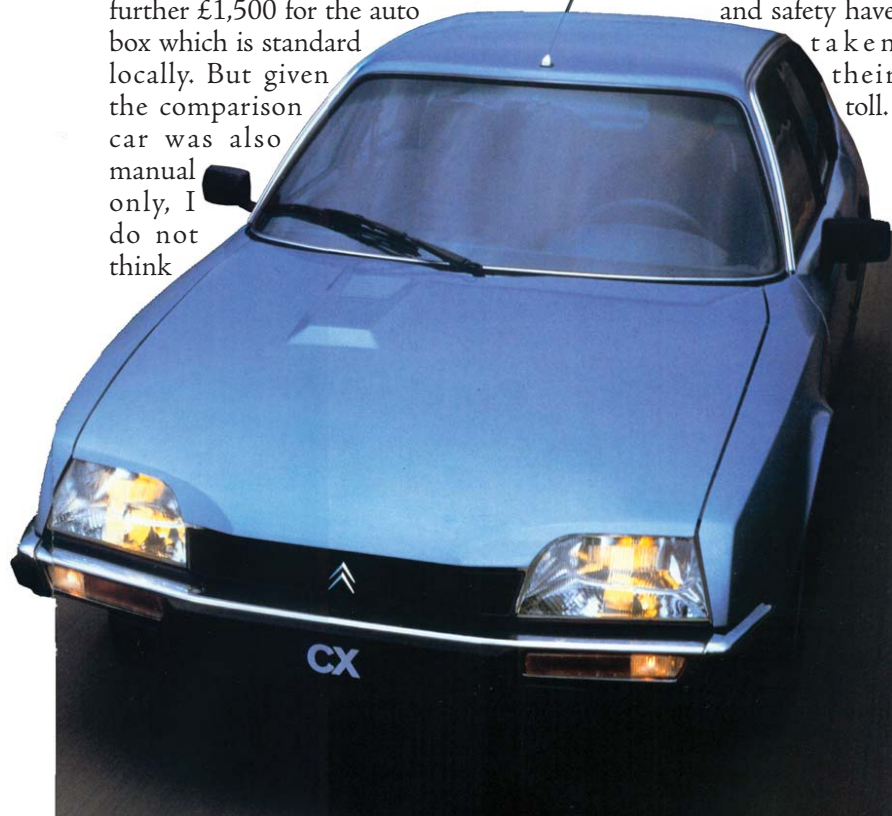 further £1,500 for the auto
box which is standard
locally. But given
the comparison
car was also
manual
only, I
do not
think
and safety have
taken
their
toll.
CX